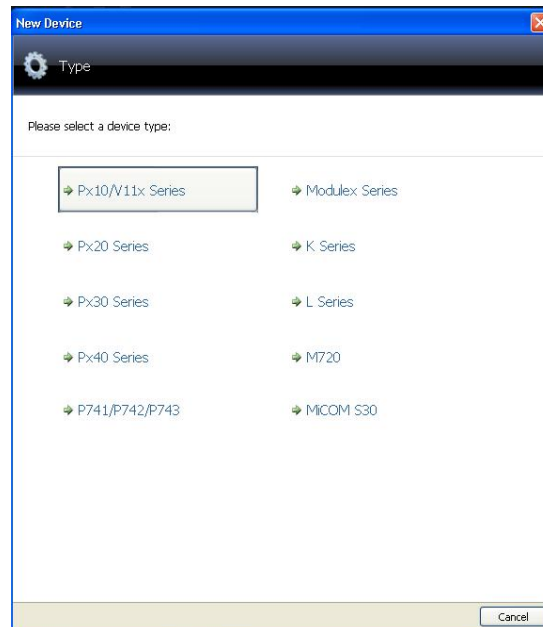 New Device
Type
Please select a device type:
Px10/V11x Series
Px20 Series
Px30 Series
Px40 Series
P741/P742/P743
Modulex Series
K Series
L Series
M720
MiCOM S30
Cancel